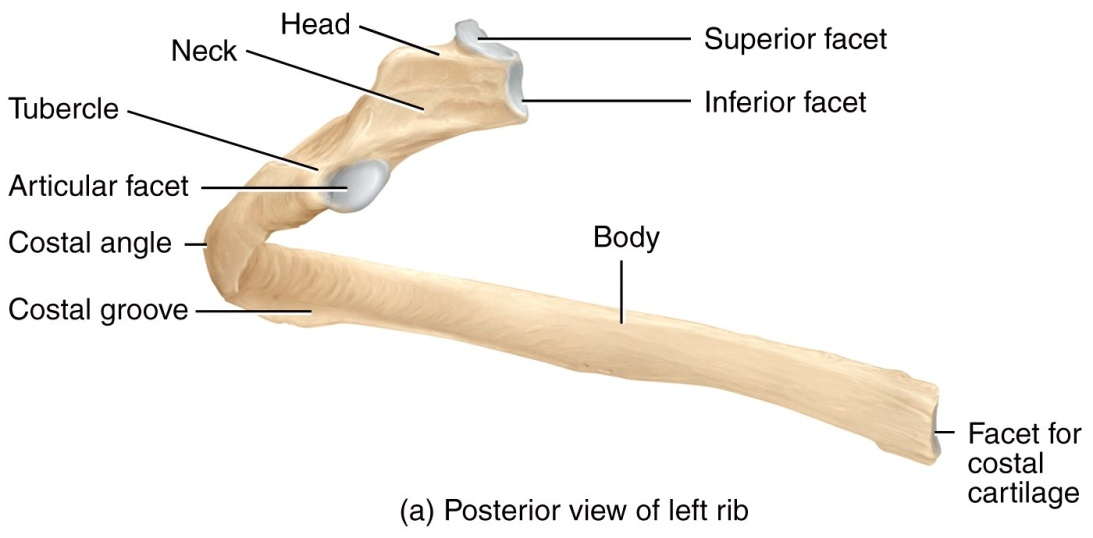 Head
Superior facet
Neck
Inferior facet
Tubercle
Articular facet
Costal angle
Body
Costal groove
Facet for
costal
cartilage
(a) Posterior view of left rib